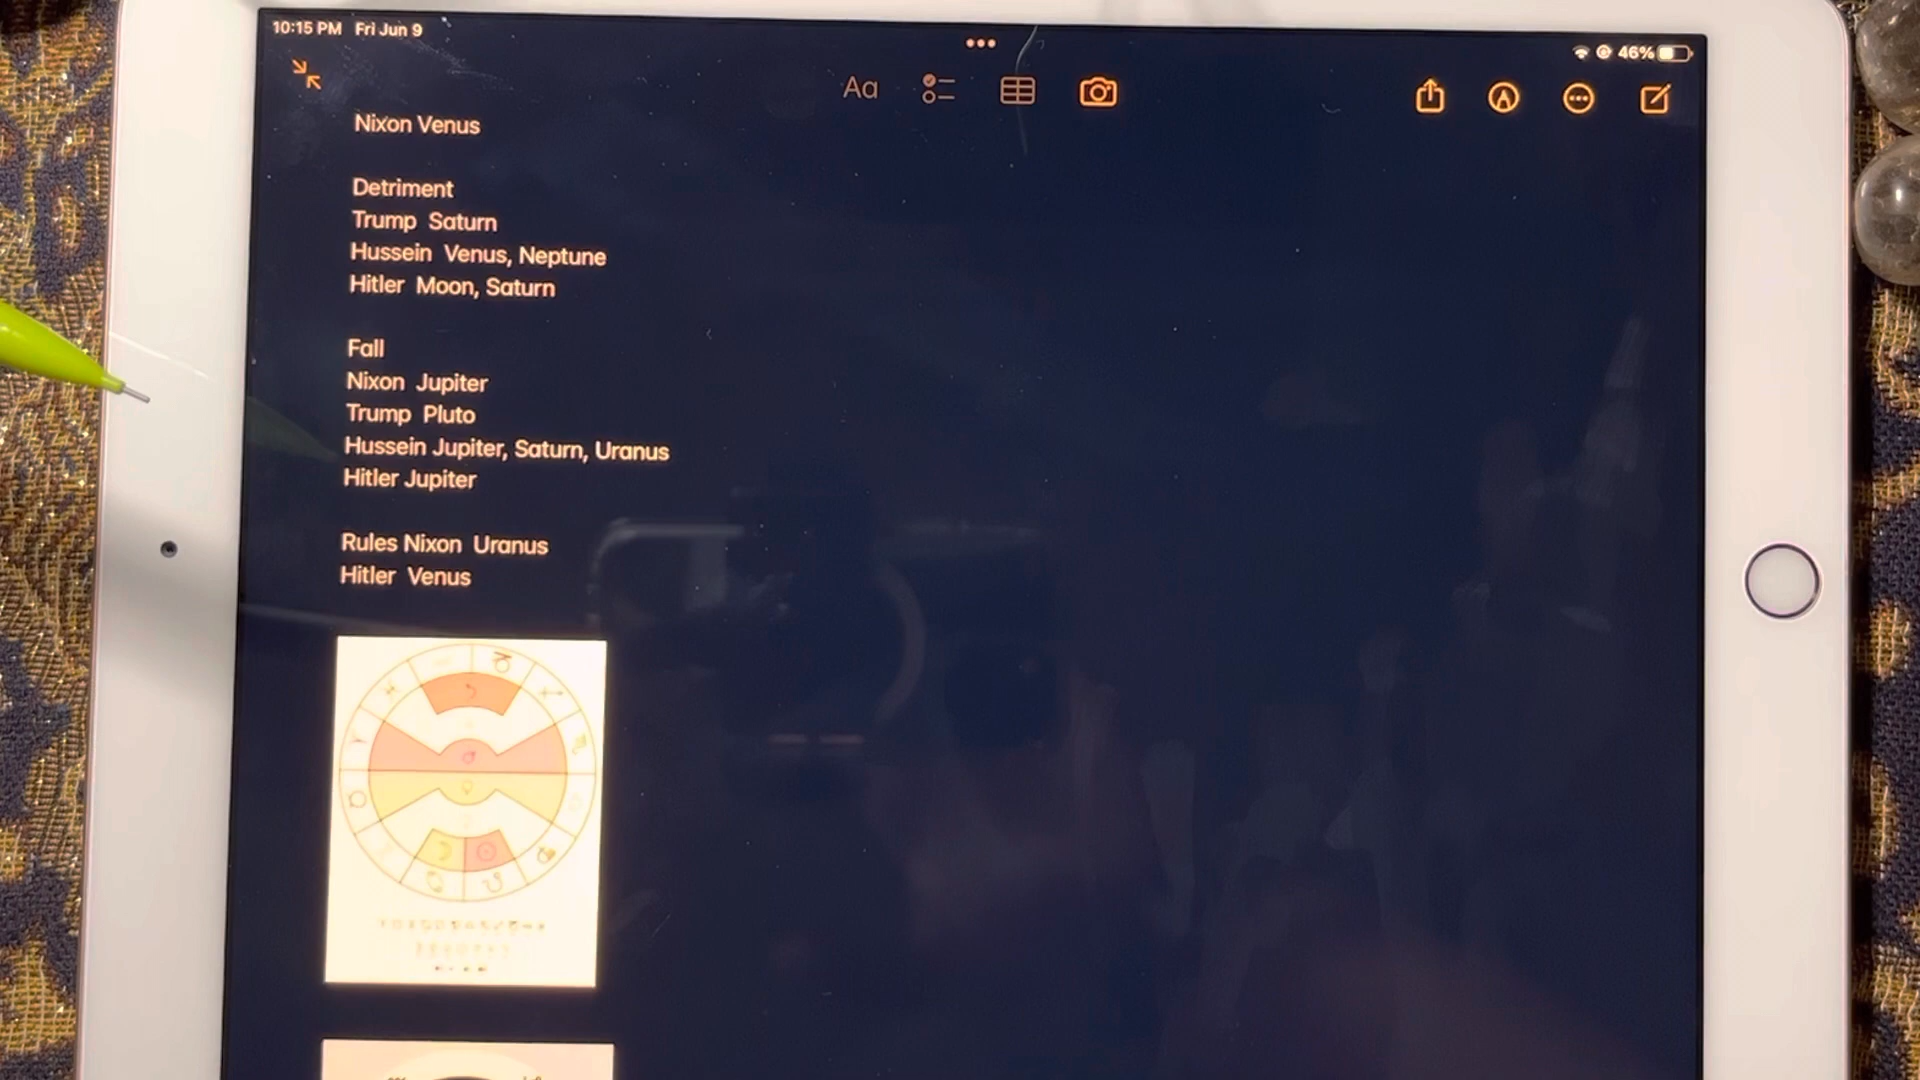 10:15 PM Fri Jun 9
46%
Aa
Nixon Venus
Detriment
Trump Saturn
Hussein Venus, Neptune
Hitler Moon, Saturn
Fall
Nixon Jupiter
Trump Pluto
Hussein Jupiter, Saturn, Uranus
Hitler Jupiter
Rules Nixon Uranus
Hitler Venus